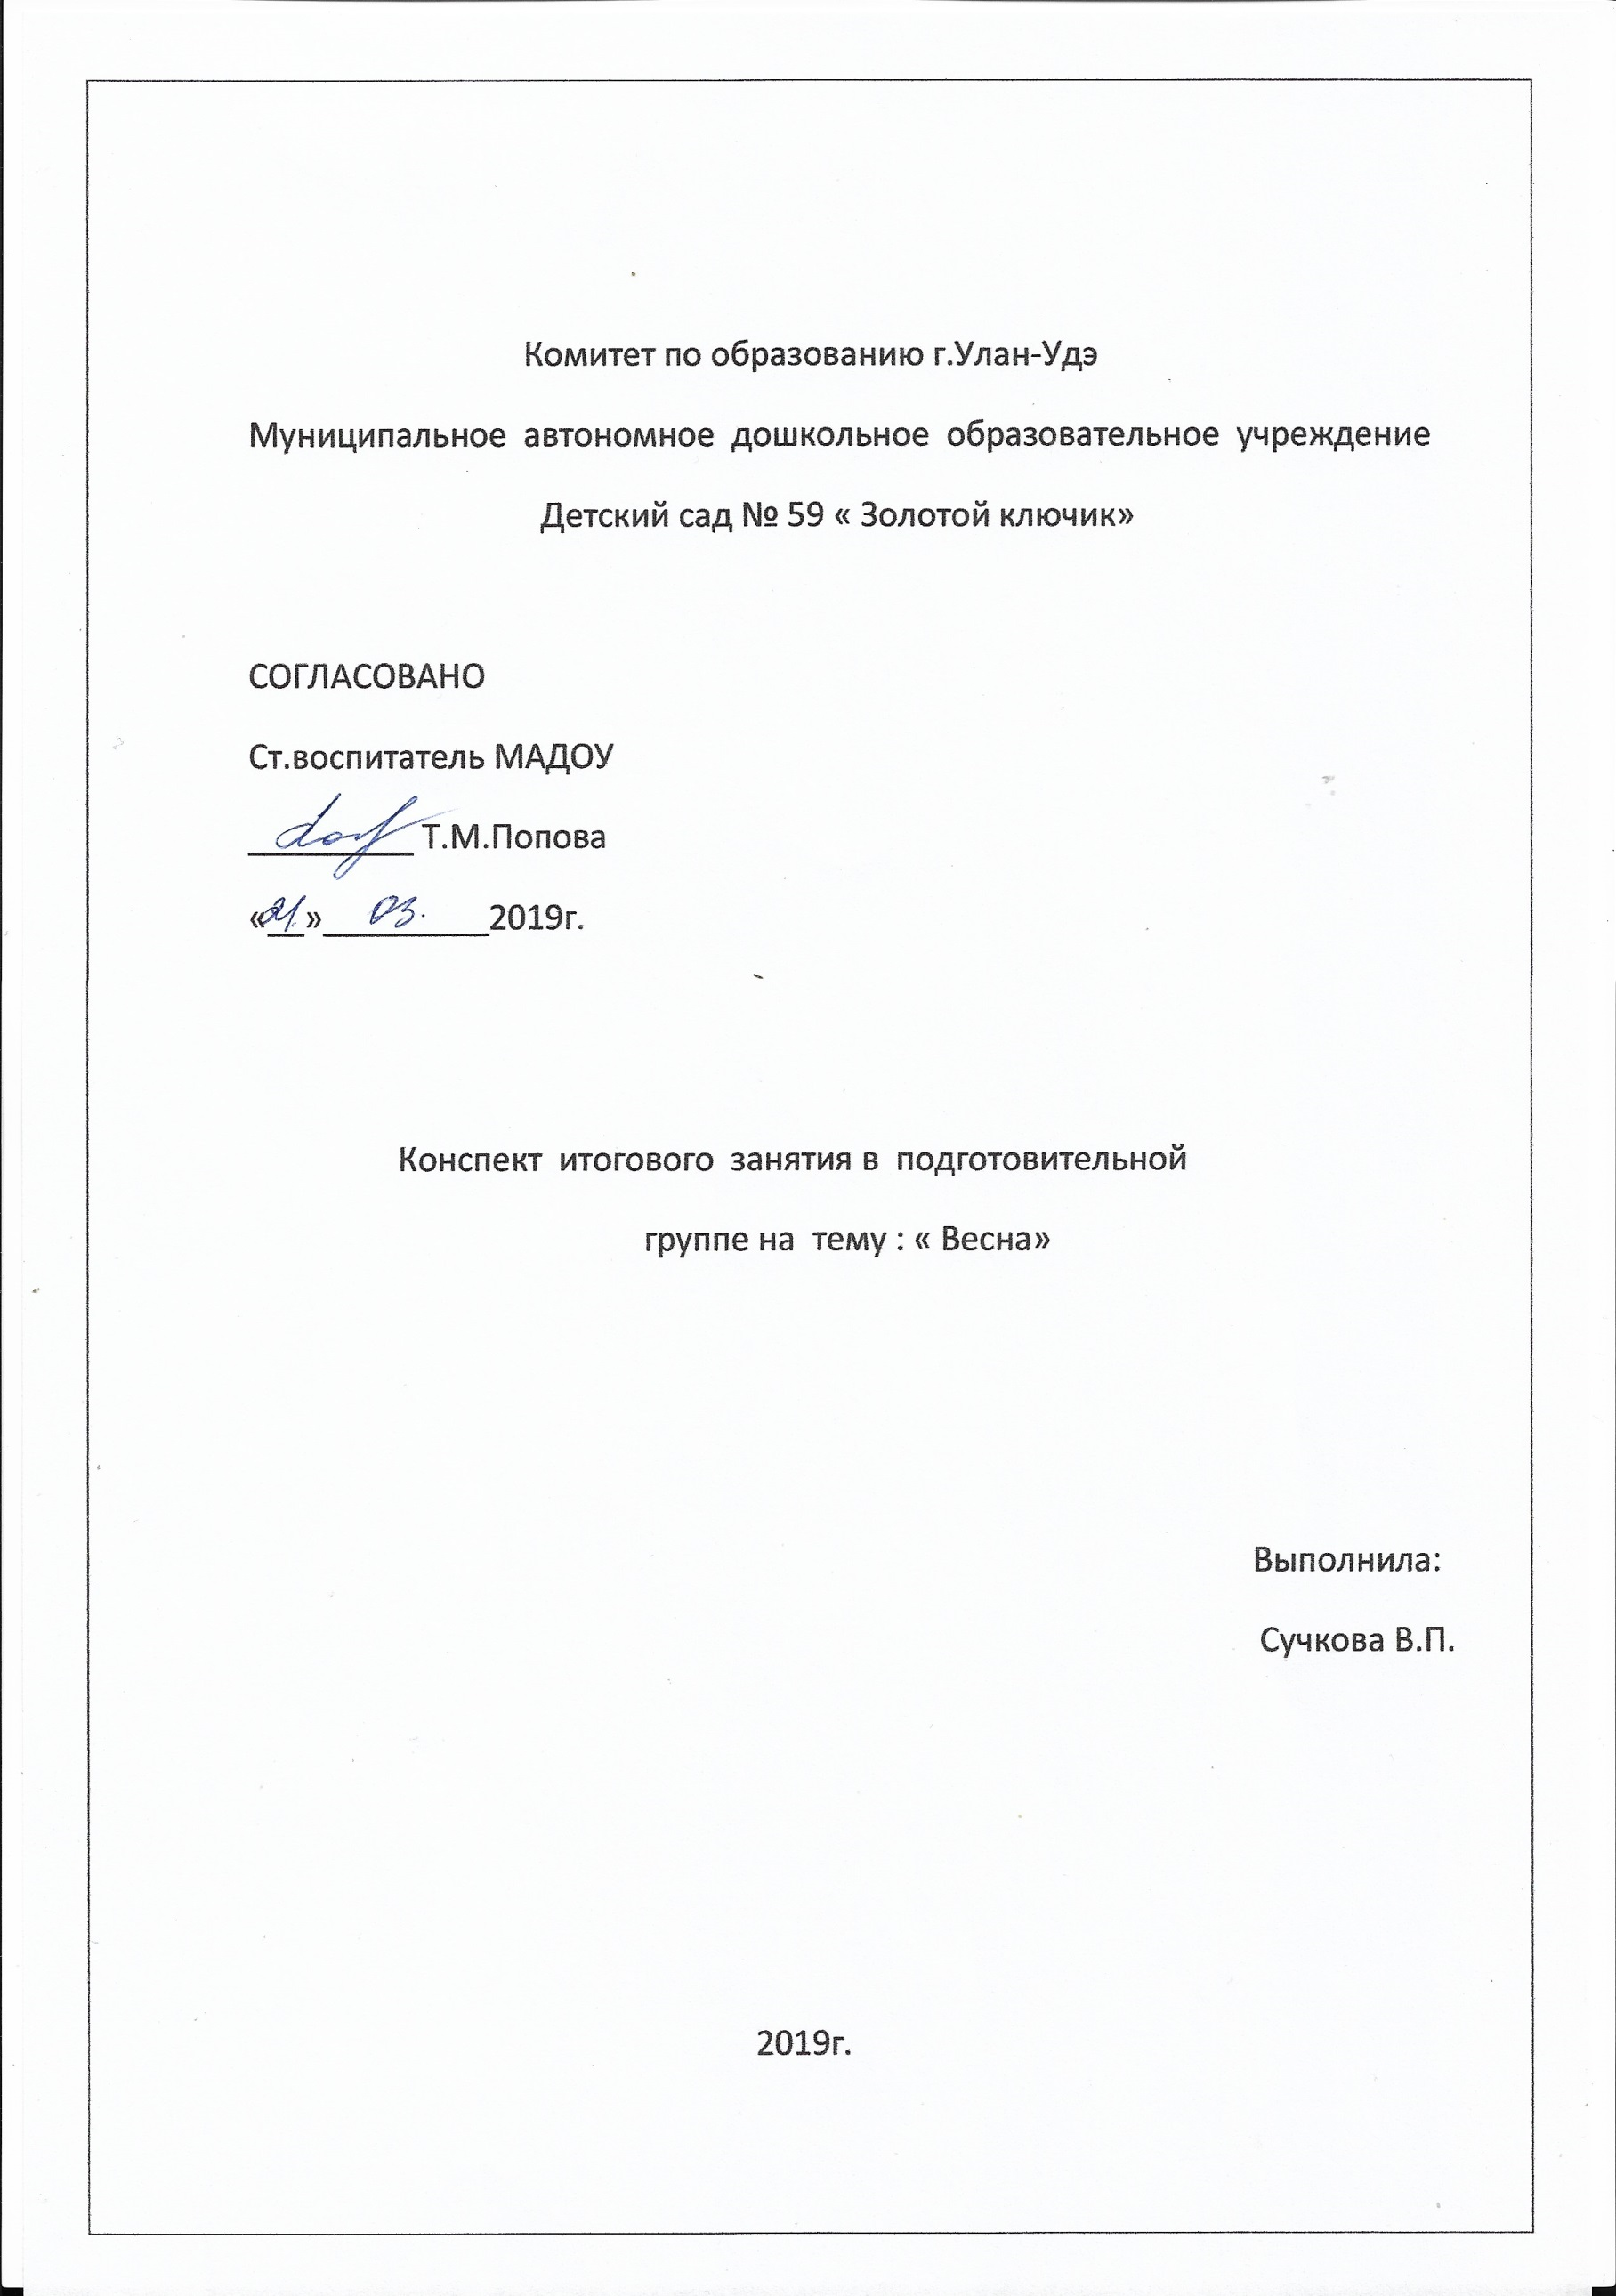 Комитет по образованию г.Улан-Удэ
Муниципальное автономное дошкольное образовательное учреждение
Детский сад № 59 « Золотой ключик»
СОГЛАСОВАНО
Ст.воспитатель МАДОУ
Т.М.Попова
«21» 03. 2019г.
Конспект итогового занятия в подготовительной
группе на тему : « Весна»
Выполнила:
Сучкова В.П.
2019г.